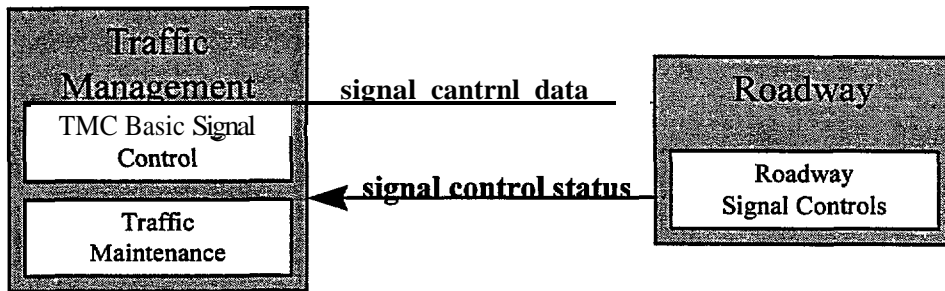 Traffic
Management
TMC Basic Signal
Control
Traffic
Maintenance
signal cantrnl data
signal control status
Roadway
Roadway
Signal Controls